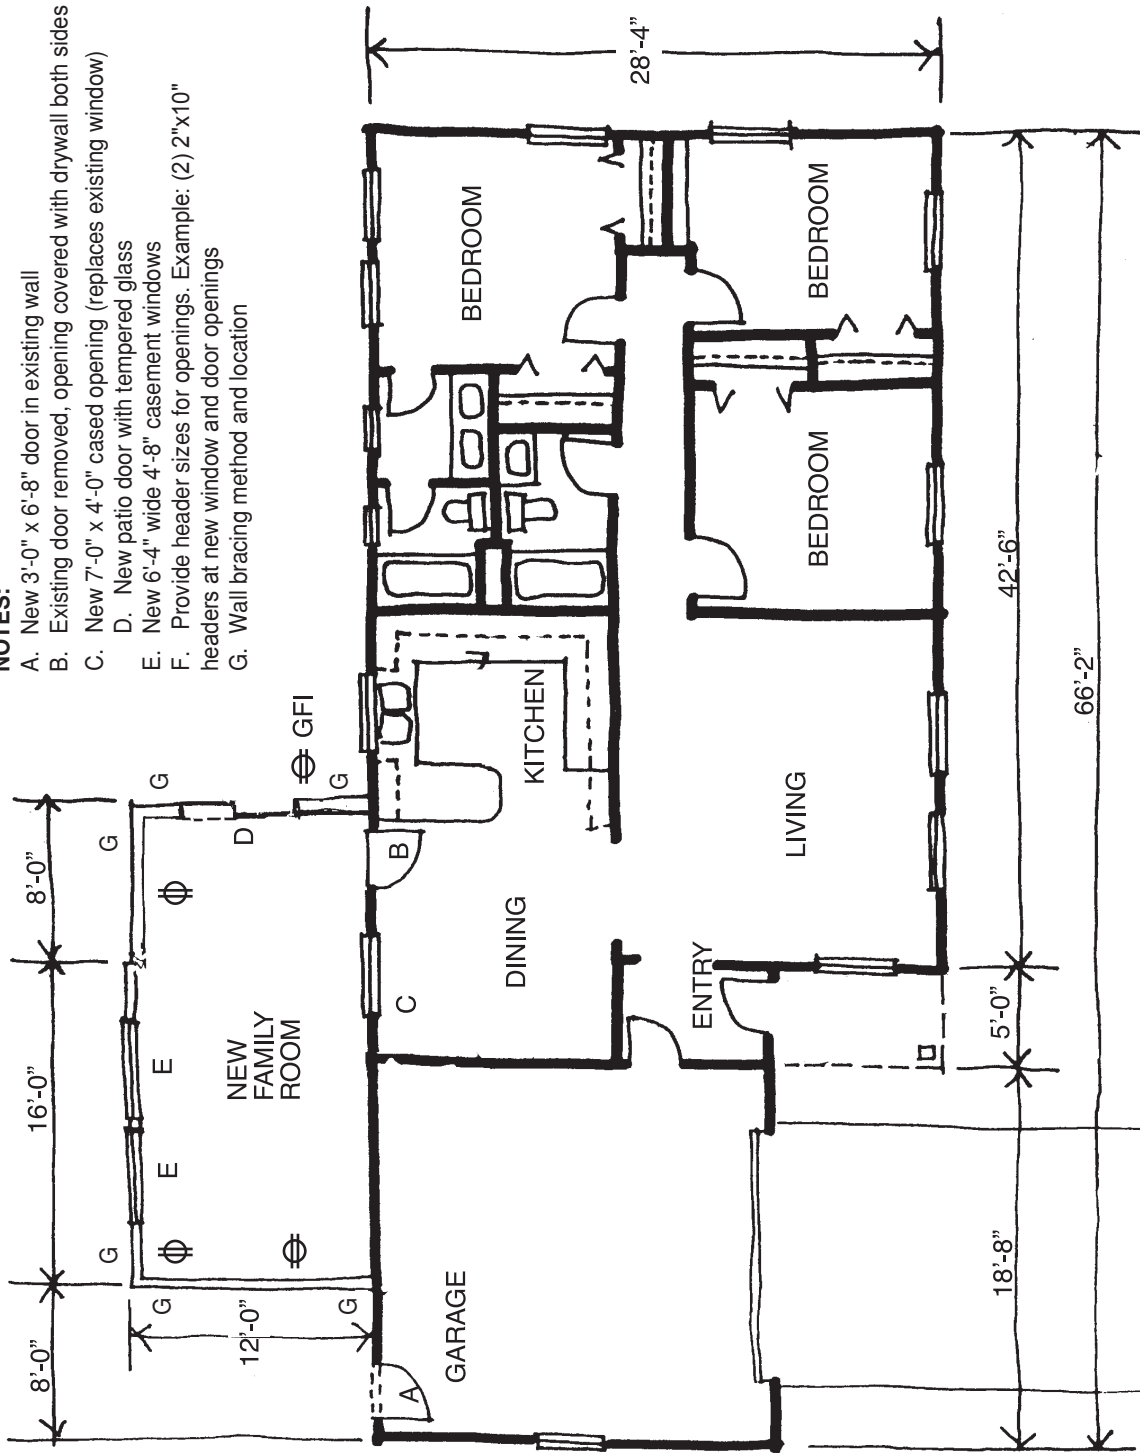 NOTES:
A. New 3'-0" x 6'-8" door in existing wall
B. Existing door removed, opening covered with drywall both sides
C. New 7'-0" x 4'-0" cased opening (replaces existing window)
D. New patio door with tempered glass
E. New 6'-4" wide 4'-8" casement windows
F. Provide header sizes for openings. Example: (2) 2"x10"
headers at new window and door openings
G. Wall bracing method and location
8'-0"
16'-0"
8'-0"
G
G
G
E
E
G
12'-0"
NEW
FAMILY
ROOM
D
GFI
G
G
A
C
B
GARAGE
DINING
KITCHEN
BEDROOM
ENTRY
LIVING
BEDROOM
BEDROOM
28'-4"
18'-8"
5'-0"
42'-6"
66'-2"